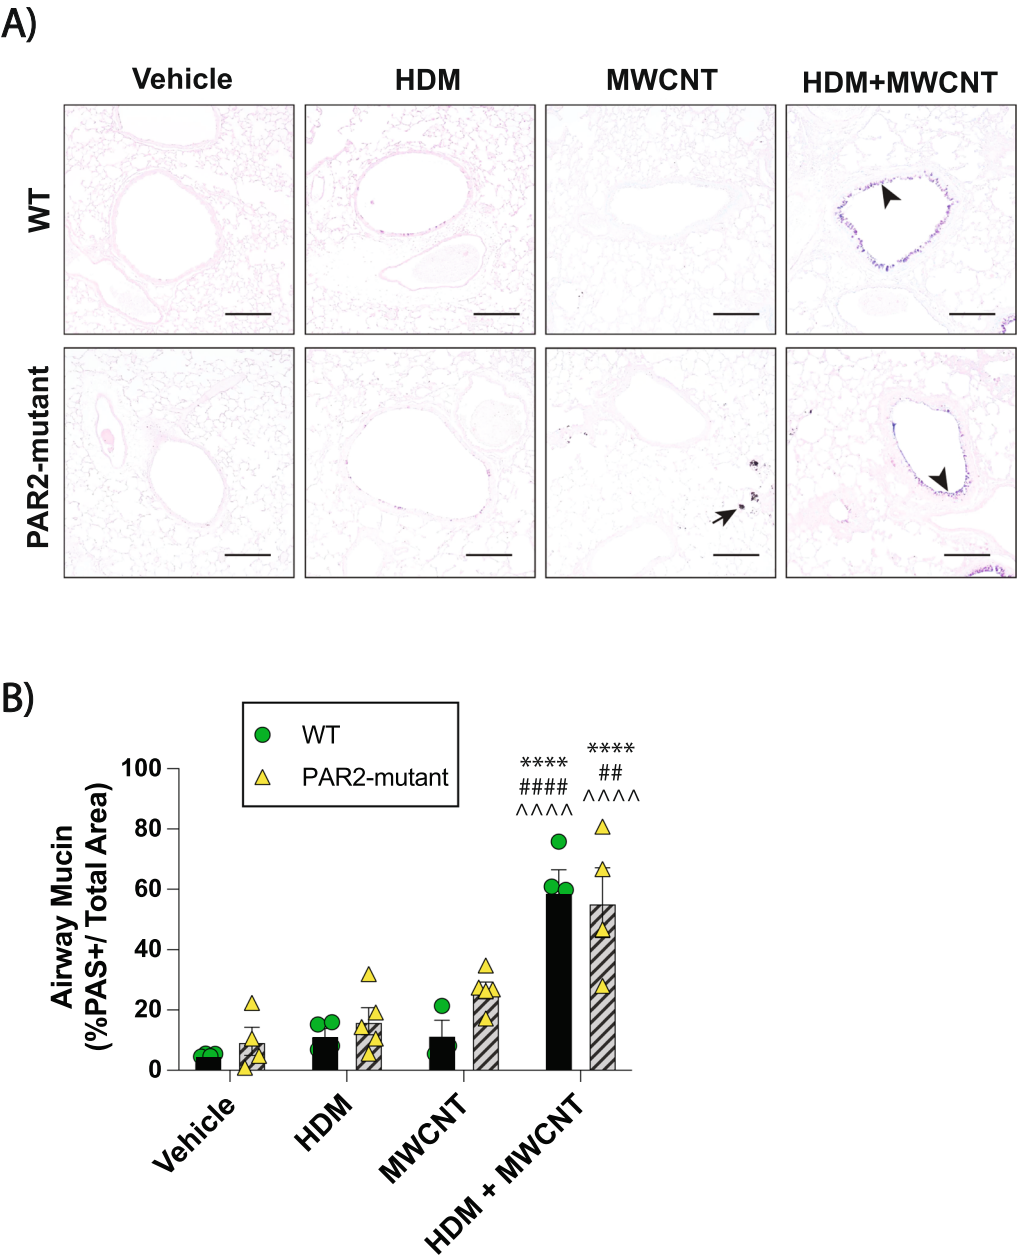 A)
Vehicle HDM MWCNT HDM+MWCNT
WT
PAR2-mutant
B)
WT
PAR2-mutant
**** ****
#### ##
^^^^ ^^^^
Airway Mucin
(%PAS+/ Total Area)
100
80
60
40
20
0
Vehicle HDM MWCNT HDM + MWCNT